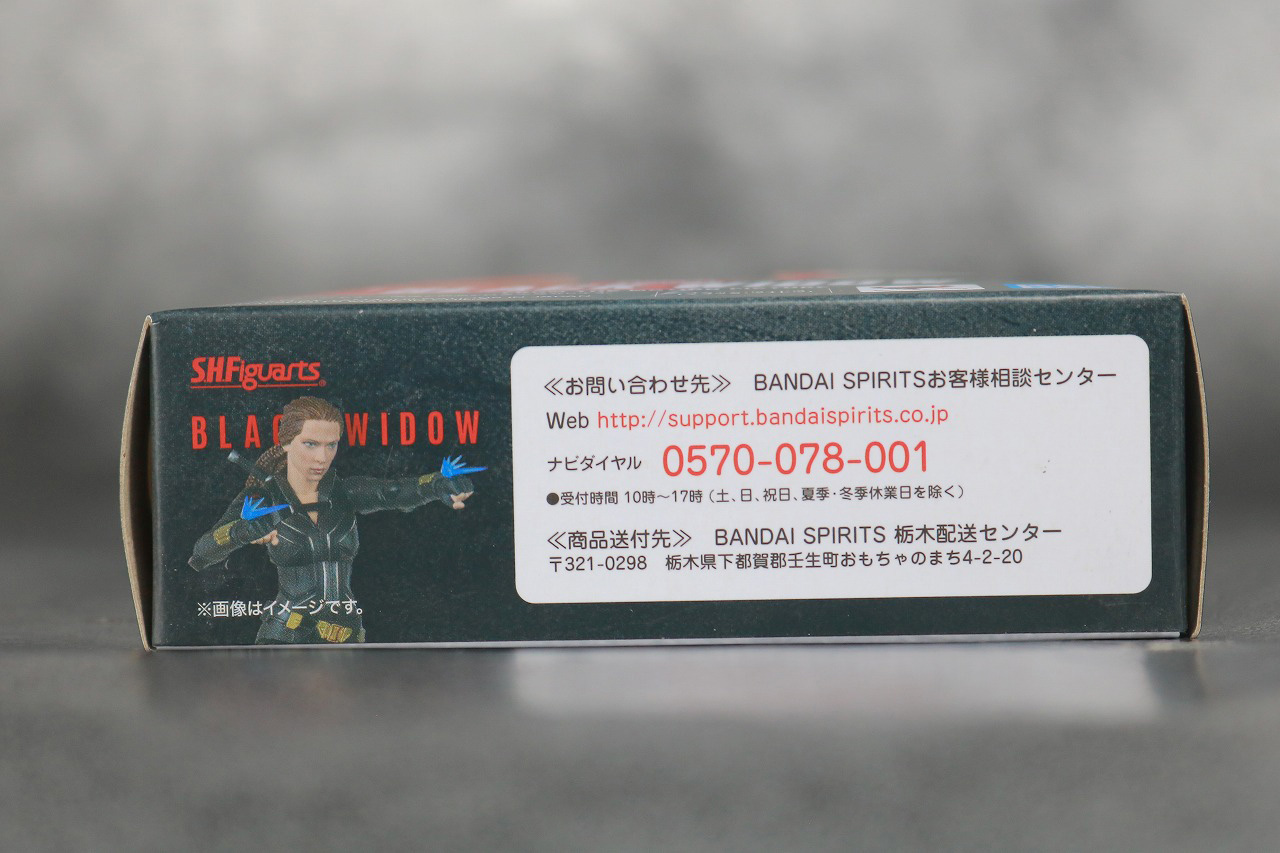 S.H.Figuarts®
BLACK WIDOW
※画像はイメージです。
≪お問い合わせ先≫ BANDAI SPIRITSお客様相談センター
Web http://support.bandaispirits.co.jp
ナビダイヤル 0570-078-001
●受付時間 10時～17時（土、日、祝日、夏季・冬季休業日を除く）
≪商品送付先≫ BANDAI SPIRITS 栃木配送センター
〒321-0298 栃木県下都賀郡壬生町おもちゃのまち4-2-20